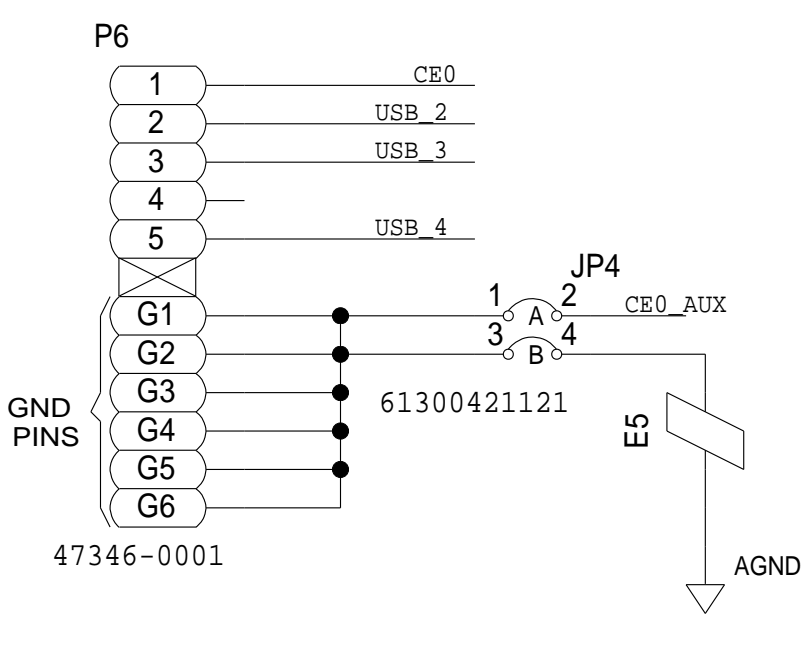 P6
1 CE0
2 USB_2
3 USB_3
4
5 USB_4
JP4
G1 1 A 2 CE0_AUX
G2 3 B 4
G3
61300421121
GND
PINS
G4
E5
G5
G6
47346-0001
AGND